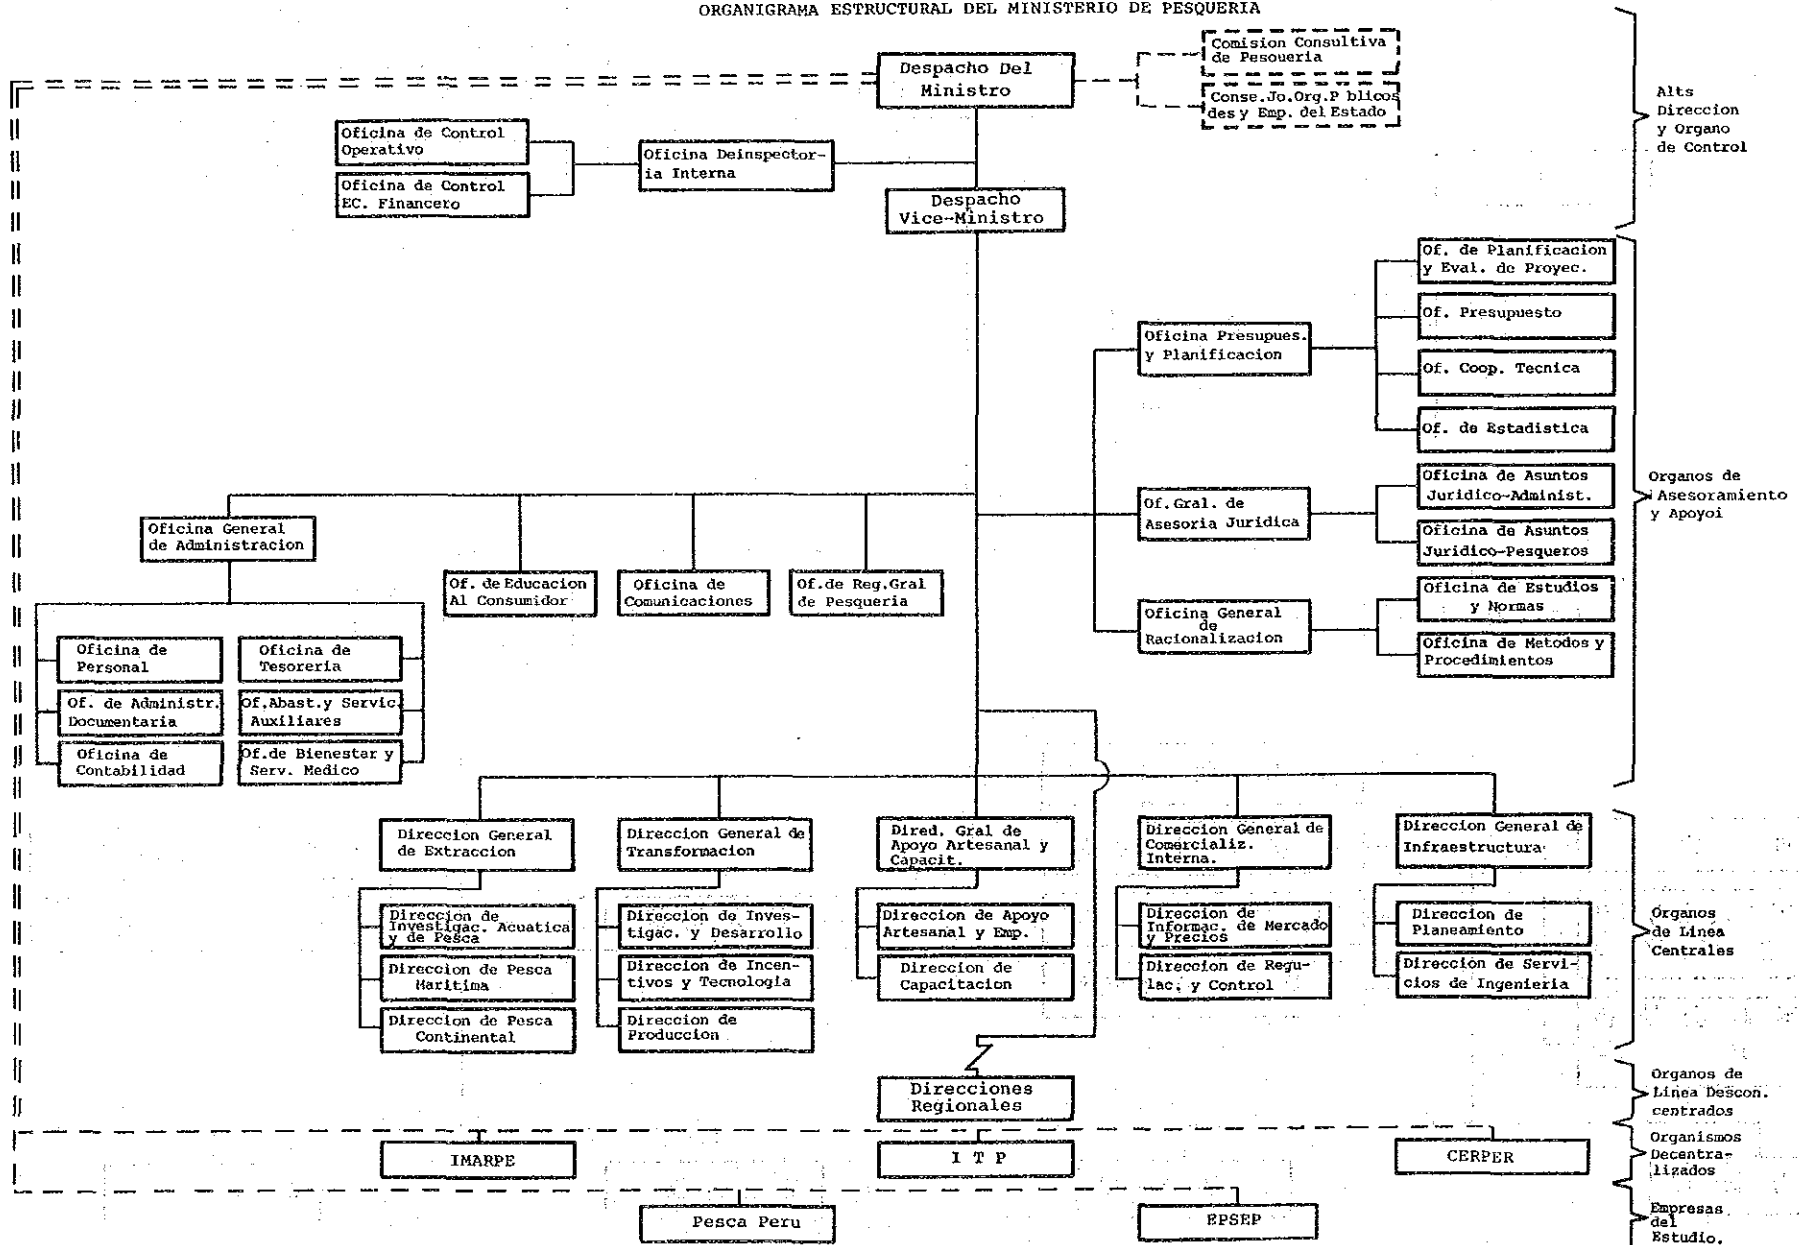 ORGANIGRAMA ESTRUCTURAL DEL MINISTERIO DE PESQUERIA
Despacho Del
Ministro
Comision Consultiva
de Pesoueria
Conse.Jo.Org.P blicos
des y Emp. del Estado
Alts
Direccion
y Organo
de Control
Oficina de Control
Operativo
Oficina de Control
EC. Financero
Oficina Deinspector-
ia Interna
Despacho
Vice-Ministro
Of. de Planificacion
y Eval. de Proyec.
Of. Presupuesto
Of. Coop. Tecnica
Of. de Estadistica
Oficina Presupues.
y Planificacion
Of.Gral. de
Asesoria Juridica
Oficina de Asuntos
Juridico-Administ.
Oficina de Asuntos
Juridico-Pesqueros
Oficina General
de
Racionalizacion
Oficina de Estudios
y Normas
Oficina de Metodos y
Procedimientos
Organos de
Asesoramiento
y Apoyoi
Oficina General
de Administracion
Of. de Educacion
Al Consumidor
Oficina de
Comunicaciones
Of.de Reg.Gral
de Pesqueria
Oficina de
Personal
Oficina de
Tesoreria
Of. de Administr.
Documentaria
Of.Abast.y Servic.
Auxiliares
Oficina de
Contabilidad
Of.de Bienestar y
Serv. Medico
Direccion General
de Extraccion
Direccion General de
Transformacion
Dired. Gral de
Apoyo Artesanal y
Capacit.
Direccion General de
Comercializ.
Interna.
Direccion General de
Infraestructura
Direccion de
Investigac. Acuatica
y de Pesca
Direccion de Pesca
Maritima
Direccion de Pesca
Continental
Direccion de Inves-
tigac. y Desarrollo
Direccion de Incen-
tivos y Tecnologia
Direccion de
Produccion
Direccion de Apoyo
Artesanal y Emp.
Direccion de
Capacitacion
Direccion de
Informac. de Mercado
y Precios
Direccion de Regu-
lac. y Control
Direccion de
Planeamiento
Direccion de Servi-
cios de Ingenieria
Organos
de Linea
Centrales
Direcciones
Regionales
Organos de
Linea Descon.
centrados
IMARPE
I T P
CERPER
Organismos
Decentra-
lizados
Pesca Peru
EPSEP
Empresas
del
Estudio.